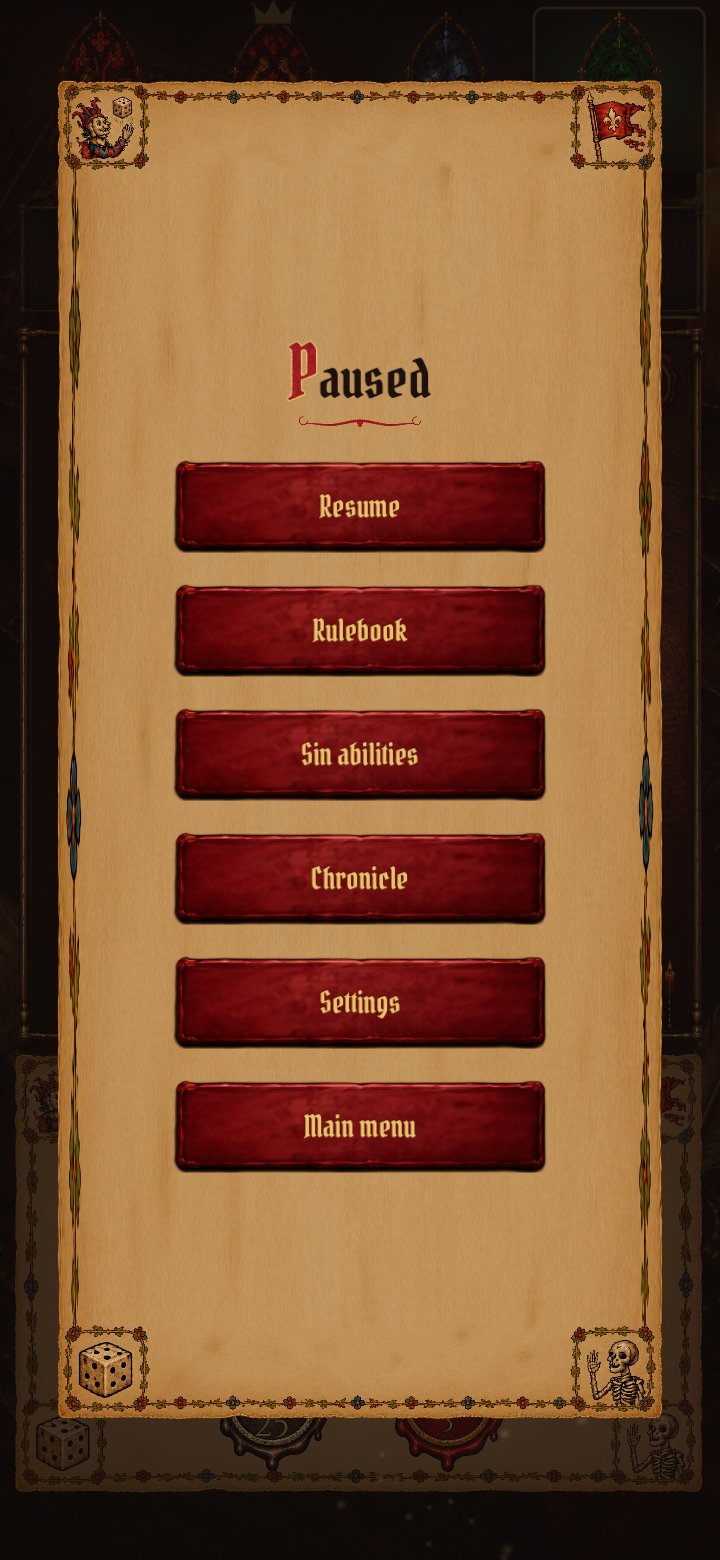 Paused
Resume
Rulebook
Sin abilities
Chronicle
Settings
Main menu